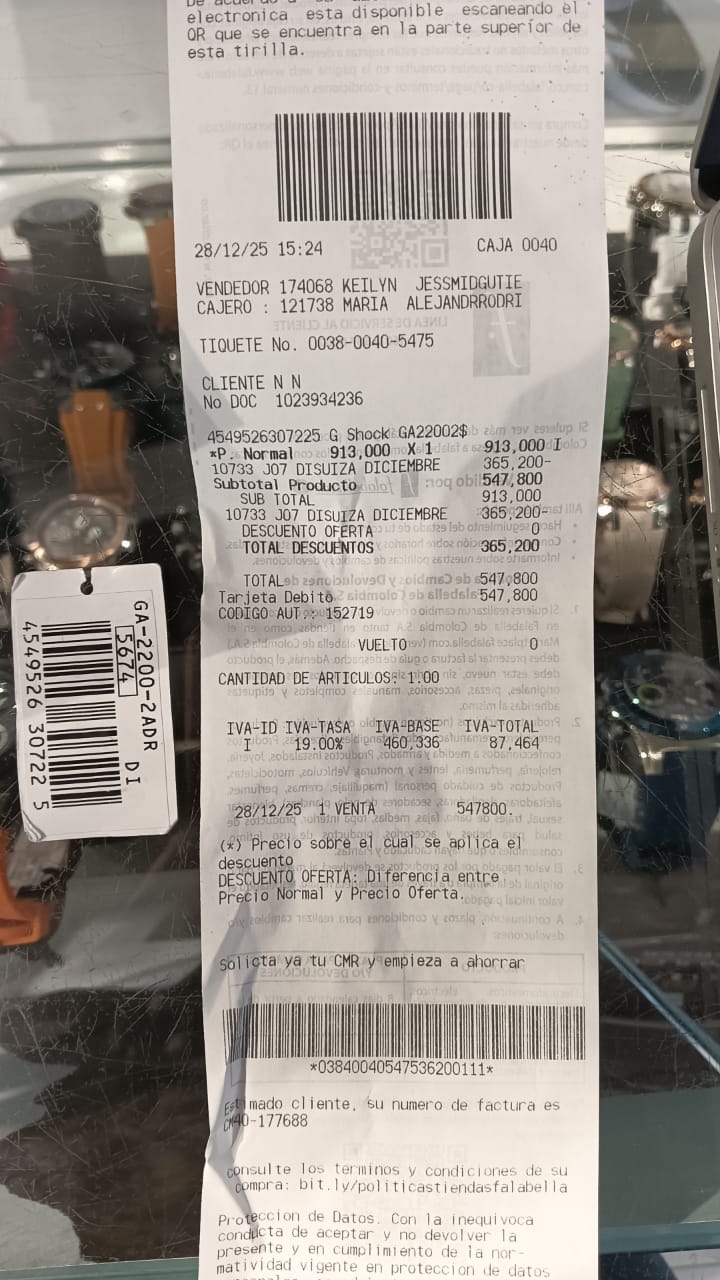 De acuerdo a su
electronica esta disponible escaneando el
QR que se encuentra en la parte superior de
esta tirilla.
28/12/25 15:24 CAJA 0040
VENDEDOR 174068 KEILYN JESSMIDGUTIE
CAJERO : 121738 MARIA ALEJANDRRODRI
TIQUETE No. 0038-0040-5475
CLIENTE N N
No DOC 1023934236
4549526307225 G Shock GA22002$
*P. Normal 913,000 X 1 913,000 I
10733 J07 DISUIZA DICIEMBRE 365,200-
Subtotal Producto 547,800
SUB TOTAL 913,000
10733 J07 DISUIZA DICIEMBRE 365,200-
DESCUENTO OFERTA 0
TOTAL DESCUENTOS 365,200
TOTAL 547,800
Tarjeta Debito 547,800
CODIGO AUT.: 152719
VUELTO 0
CANTIDAD DE ARTICULOS: 1.00
IVA-ID IVA-TASA IVA-BASE IVA-TOTAL
I 19.00% 460,336 87,464
28/12/25 1 VENTA 547800.
(*) Precio sobre el cual se aplica el
descuento
DESCUENTO OFERTA: Diferencia entre
Precio Normal y Precio Oferta.
Solicta ya tu CMR y empieza a ahorrar
*03840040547536200111*
Estimado cliente, su numero de factura es
CM40-177688
consulte los terminos y condiciones de su
compra: bit.ly/politicastiendasfalabella
Proteccion de Datos. Con la inequivoca
conducta de aceptar y no devolver la
presente y en cumplimiento de la nor-
matividad vigente en proteccion de datos
GA-2200-2ADR
5674 DI
4549526 30722 5